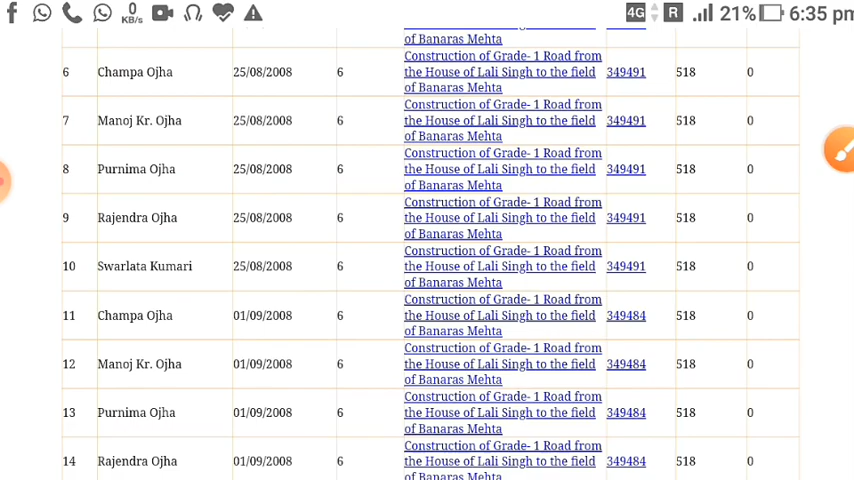 0
KB/s
4G R 21% 6:35 pm
of Banaras Mehta
6 Champa Ojha 25/08/2008 6 Construction of Grade- 1 Road from
the House of Lali Singh to the field
of Banaras Mehta 349491 518 0
7 Manoj Kr. Ojha 25/08/2008 6 Construction of Grade- 1 Road from
the House of Lali Singh to the field
of Banaras Mehta 349491 518 0
8 Purnima Ojha 25/08/2008 6 Construction of Grade- 1 Road from
the House of Lali Singh to the field
of Banaras Mehta 349491 518 0
9 Rajendra Ojha 25/08/2008 6 Construction of Grade- 1 Road from
the House of Lali Singh to the field
of Banaras Mehta 349491 518 0
10 Swarlata Kumari 25/08/2008 6 Construction of Grade- 1 Road from
the House of Lali Singh to the field
of Banaras Mehta 349491 518 0
11 Champa Ojha 01/09/2008 6 Construction of Grade- 1 Road from
the House of Lali Singh to the field
of Banaras Mehta 349484 518 0
12 Manoj Kr. Ojha 01/09/2008 6 Construction of Grade- 1 Road from
the House of Lali Singh to the field
of Banaras Mehta 349484 518 0
13 Purnima Ojha 01/09/2008 6 Construction of Grade- 1 Road from
the House of Lali Singh to the field
of Banaras Mehta 349484 518 0
14 Rajendra Ojha 01/09/2008 6 Construction of Grade- 1 Road from
the House of Lali Singh to the field
of Banaras Mehta 349484 518 0